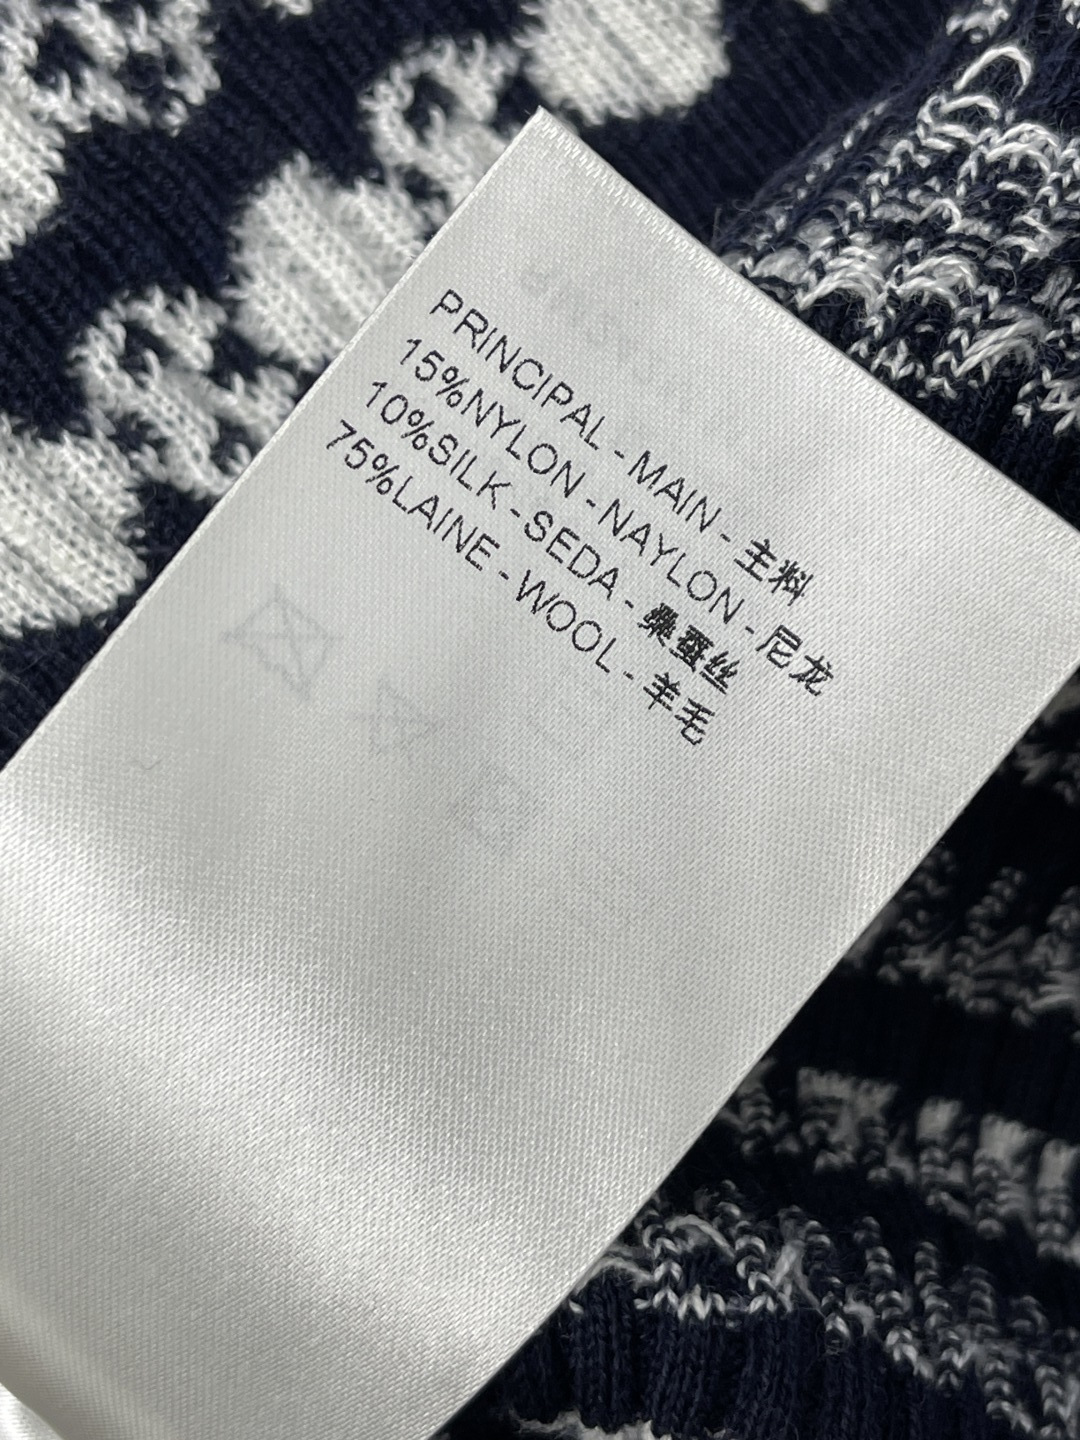 PRINCIPAL - MAIN - 主料
15%NYLON - NAYLON - 尼龙
10%SILK - SEDA - 桑蚕丝
75%LAINE - WOOL - 羊毛